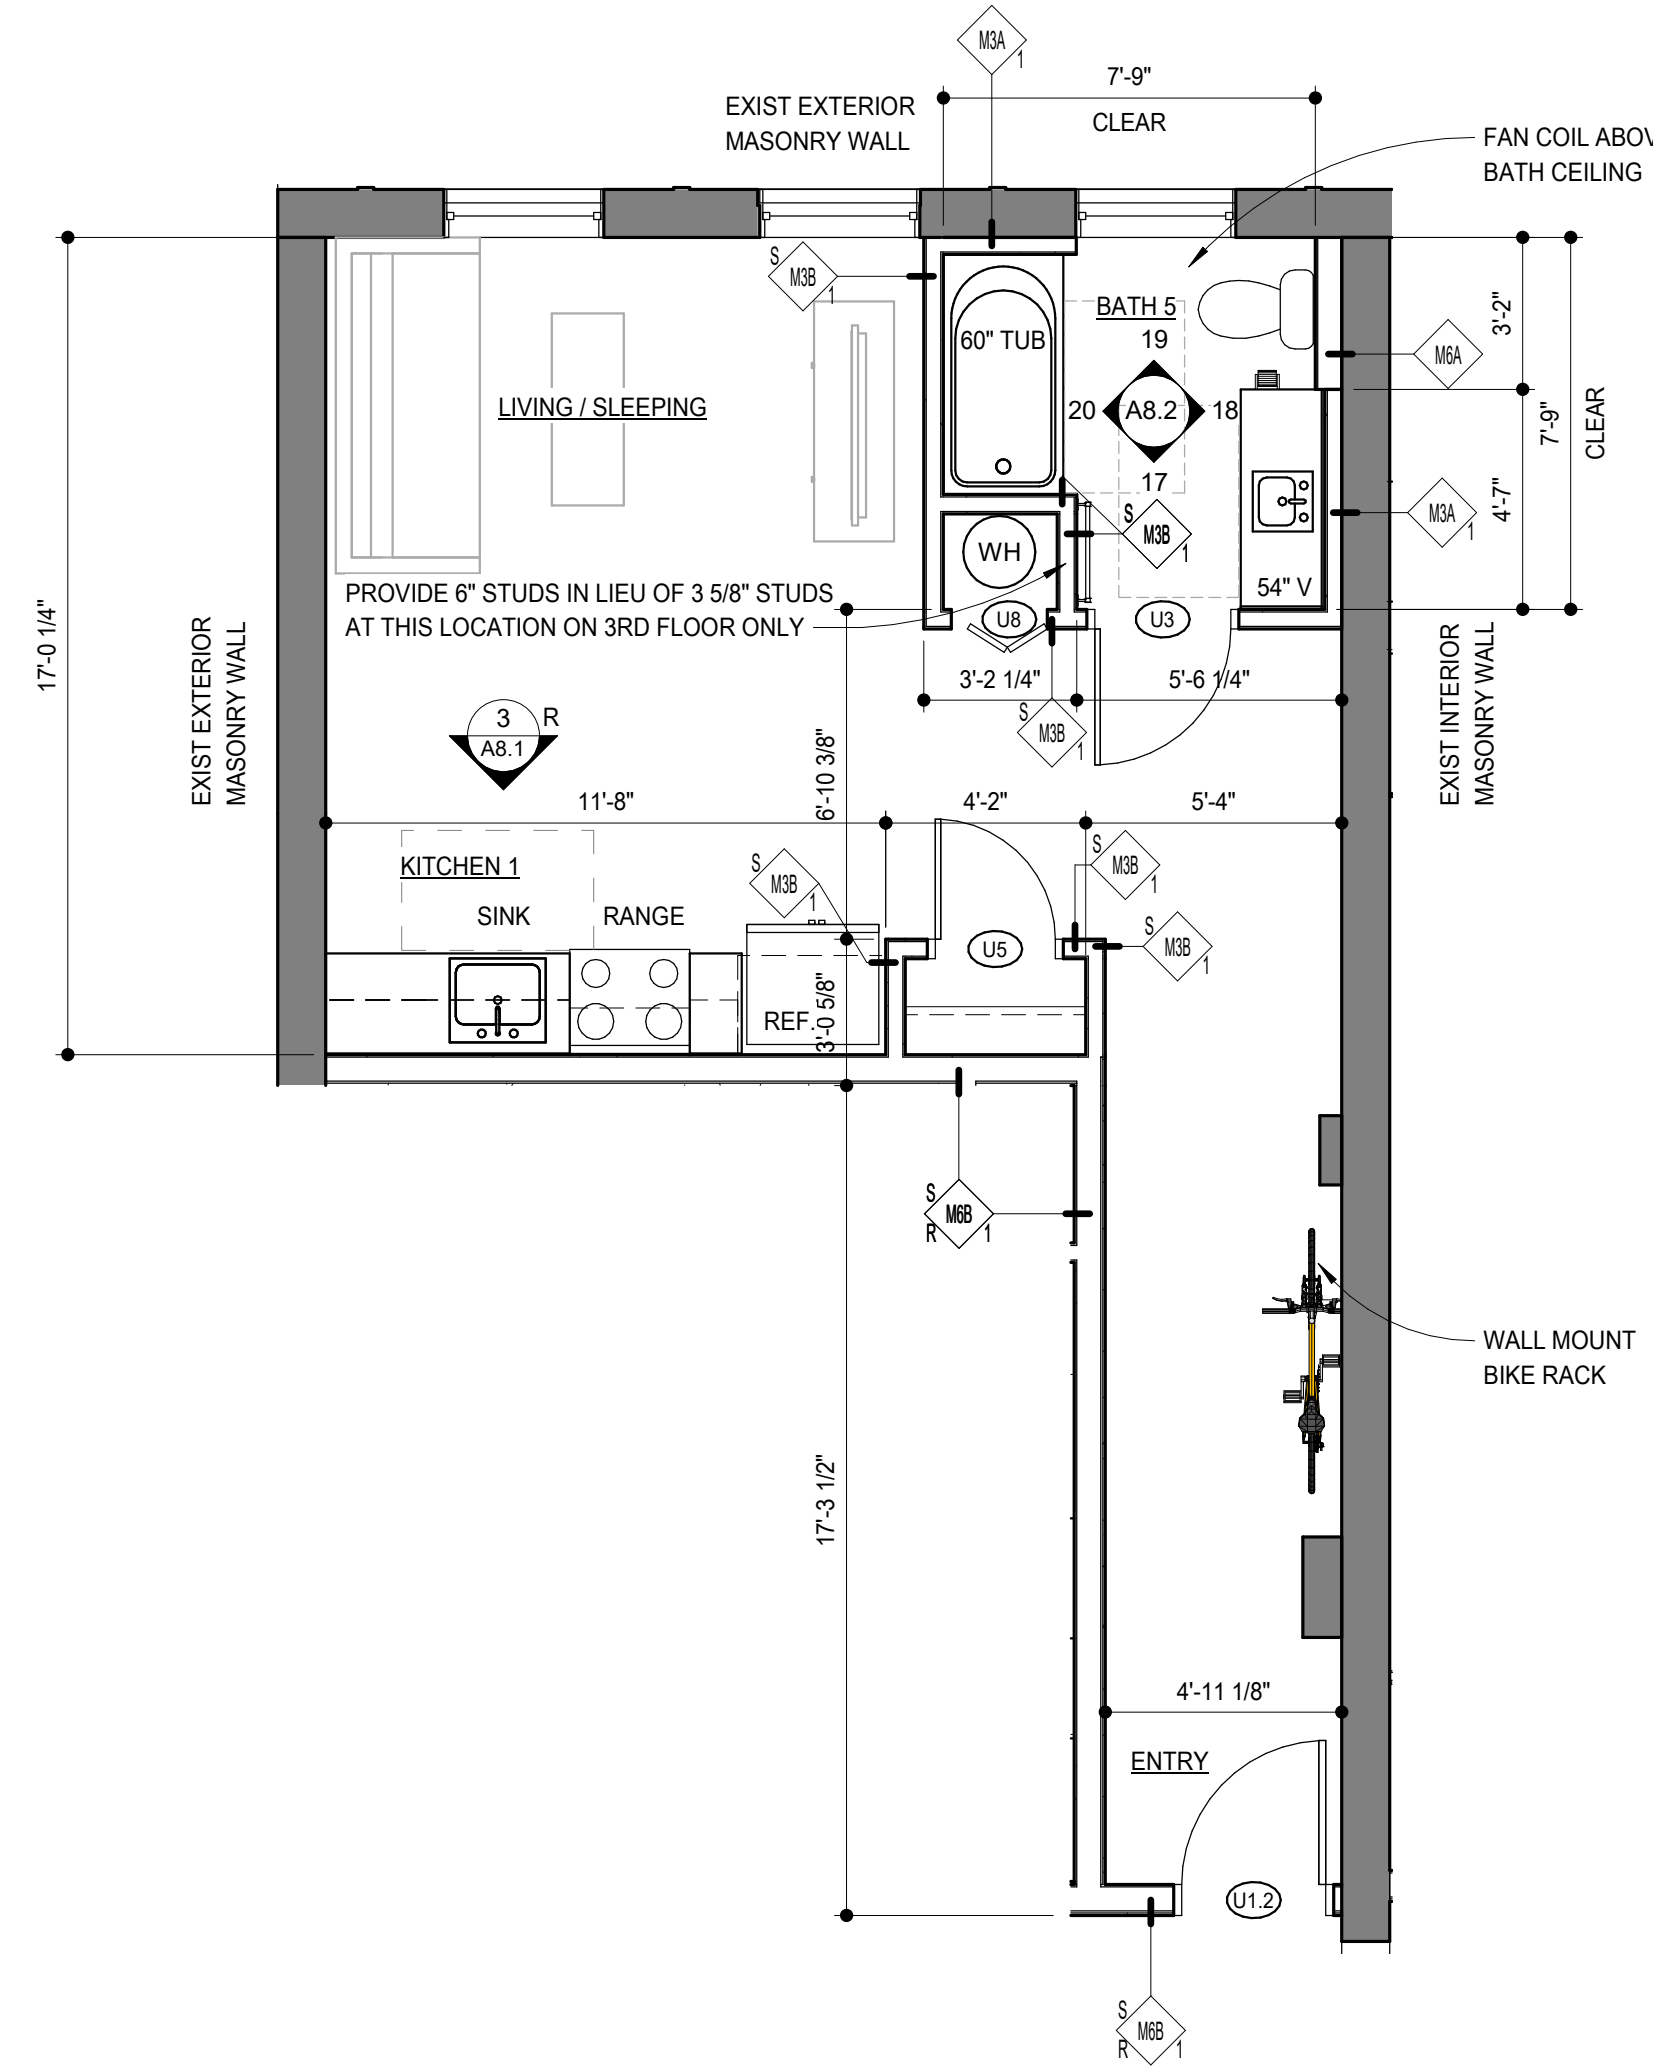 M3A
1
7'-9"
CLEAR
EXIST EXTERIOR
MASONRY WALL
FAN COIL ABOV
BATH CEILING
S
M3B
1
BATH 5
19
60" TUB
20
A8.2
18
17
3'-2"
M6A
7'-9"
CLEAR
4'-7"
M3A
1
LIVING / SLEEPING
S
M3B
1
WH
54" V
PROVIDE 6" STUDS IN LIEU OF 3 5/8" STUDS
AT THIS LOCATION ON 3RD FLOOR ONLY
U8
U3
17'-0 1/4"
EXIST EXTERIOR
MASONRY WALL
EXIST INTERIOR
MASONRY WALL
3'-2 1/4"
5'-6 1/4"
S
M3B
1
3
R
A8.1
6'-10 3/8"
11'-8"
4'-2"
5'-4"
KITCHEN 1
S
M3B
1
S
M3B
1
SINK
RANGE
S
M3B
1
U5
REF.
3'-0 5/8"
S
M6B
R
1
WALL MOUNT
BIKE RACK
17'-3 1/2"
4'-11 1/8"
ENTRY
U1.2
S
M6B
R
1